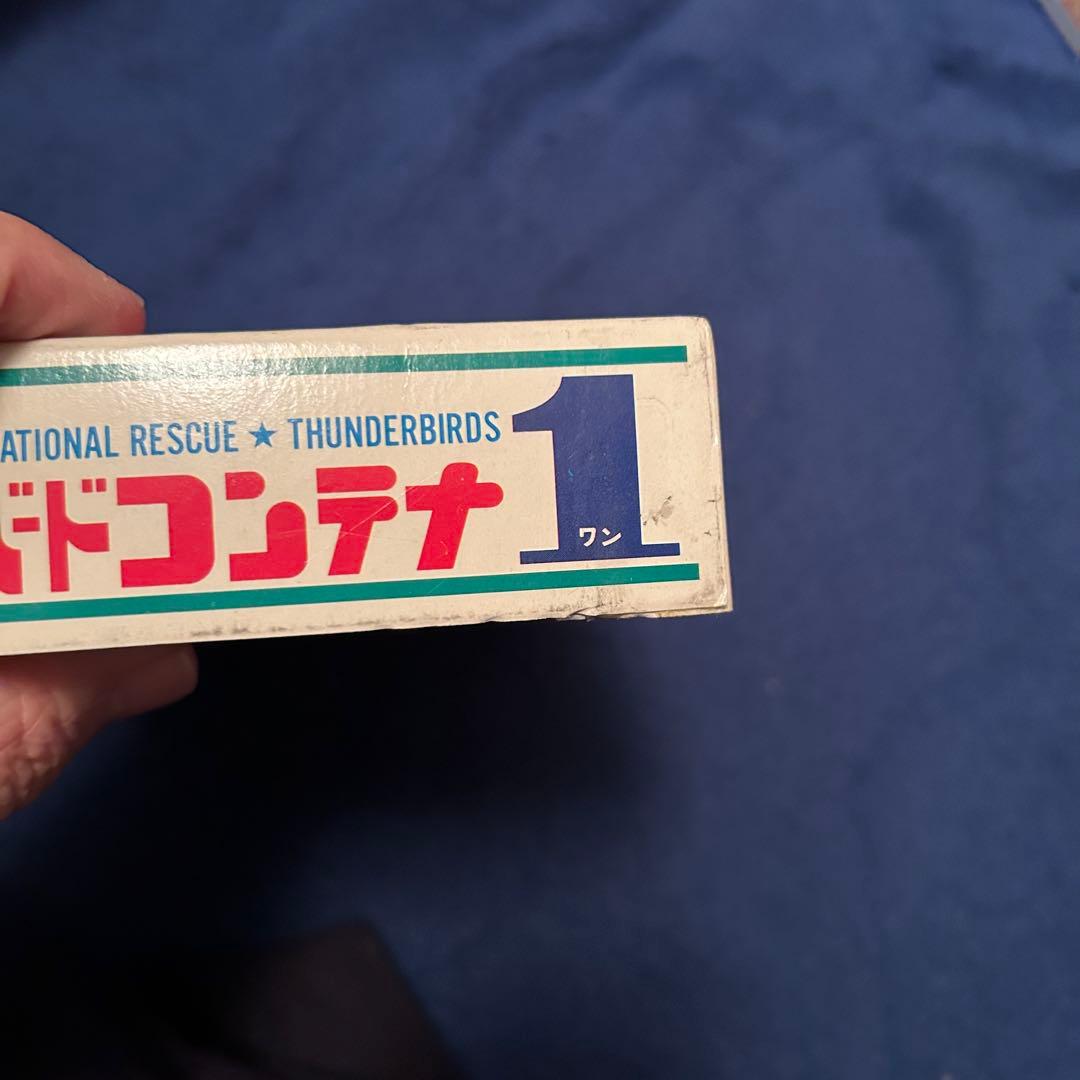 ATIONAL RESCUE ★ THUNDERBIRDS
ードコンテナ
1
ワン